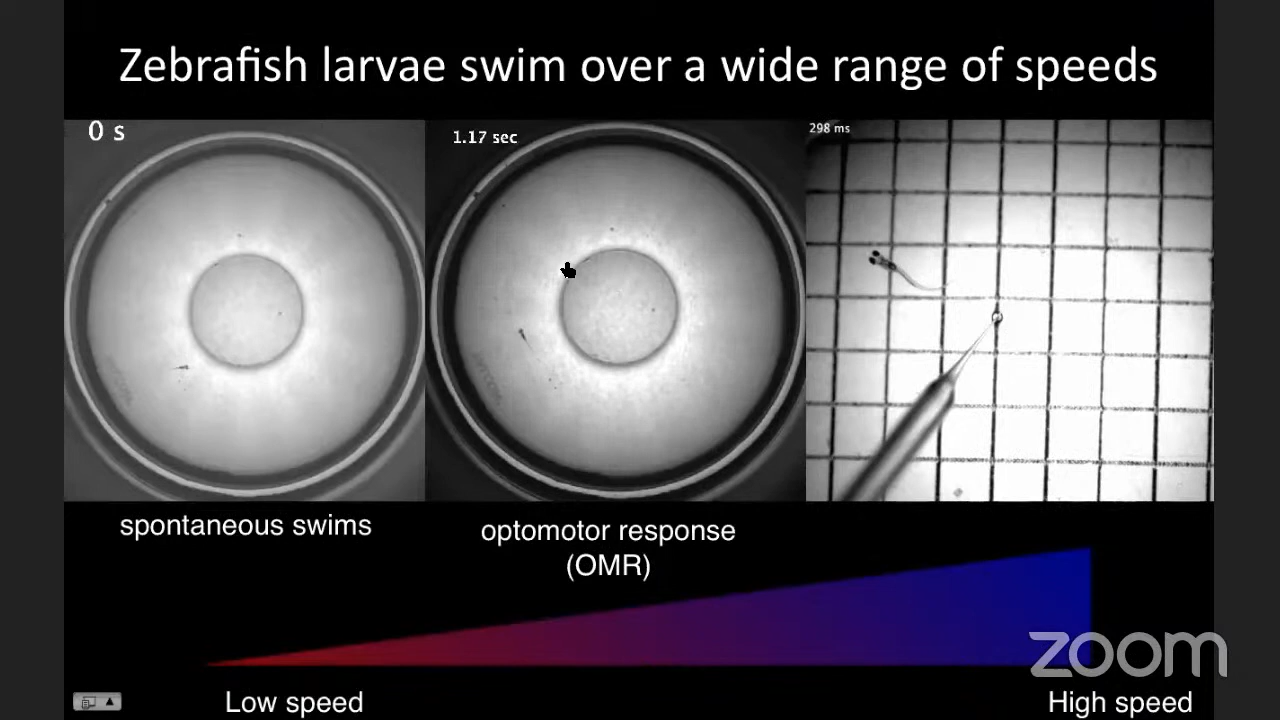 Zebrafish larvae swim over a wide range of speeds
0 s
1.17 sec
298 ms
spontaneous swims
optomotor response
(OMR)
Low speed
High speed
zoom